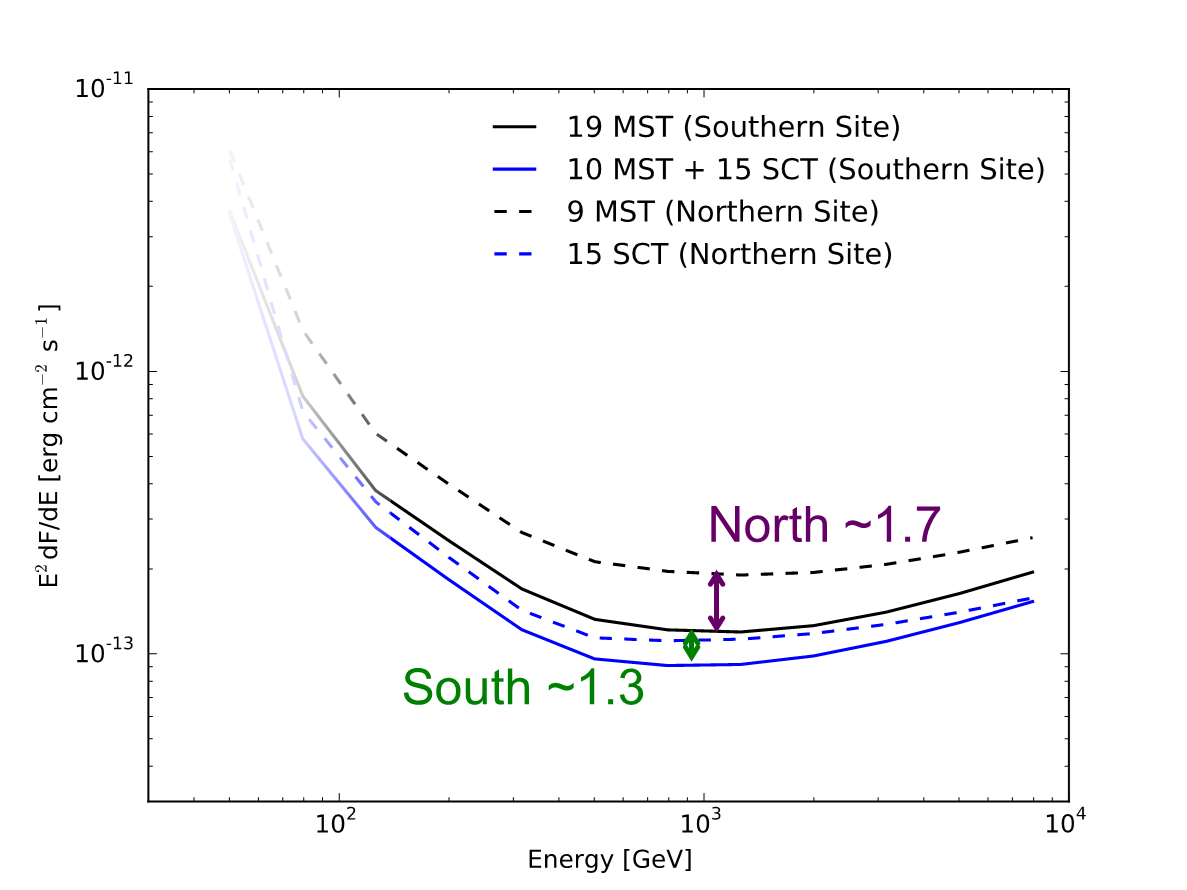 10^-11
19 MST (Southern Site)
10 MST + 15 SCT (Southern Site)
9 MST (Northern Site)
15 SCT (Northern Site)
10^-12
E^2 dF/dE [erg cm^-2 s^-1]
North ~1.7
10^-13
South ~1.3
10^2
10^3
10^4
Energy [GeV]